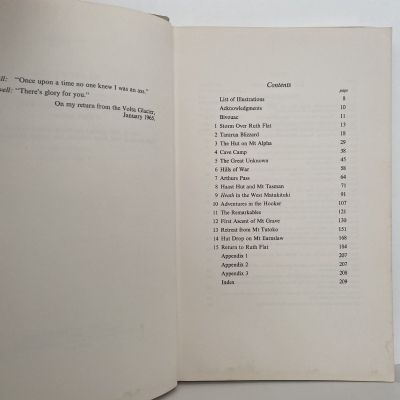 ill: "Once upon a time no one knew I was an ass."
well: "There's glory for you."
On my return from the Volta Glacier,
January 1965.
Contents
page
List of Illustrations 8
Acknowledgments 10
Bivouac 11
1 Storm Over Ruth Flat 13
2 Tasirus Blizzard 18
3 The Hut on Mt Alpha 29
4 Cave Camp 38
5 The Great Unknown 45
6 Hills of War 58
7 Arthurs Pass 64
8 Haast Hut and Mt Tasman 71
9 Heath in the West Matukituki 91
10 Adventures in the Hooker 107
11 The Remarkables 121
12 First Ascent of Mt Grave 130
13 Retreat from Mt Tutoko 151
14 Hut Drop on Mt Earnslaw 168
15 Return to Ruth Flat 184
Appendix 1 207
Appendix 2 207
Appendix 3 208
Index 209